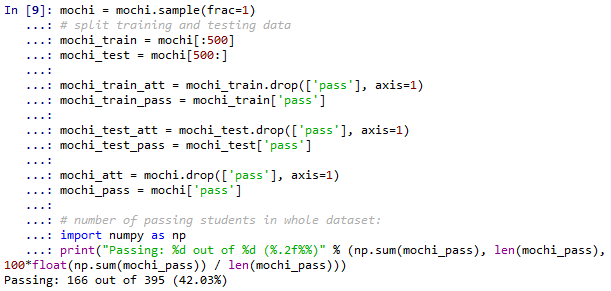 In [9]: mochi = mochi.sample(frac=1)
   ...: # split training and testing data
   ...: mochi_train = mochi[:500]
   ...: mochi_test = mochi[500:]
   ...:
   ...: mochi_train_att = mochi_train.drop(['pass'], axis=1)
   ...: mochi_train_pass = mochi_train['pass']
   ...:
   ...: mochi_test_att = mochi_test.drop(['pass'], axis=1)
   ...: mochi_test_pass = mochi_test['pass']
   ...:
   ...: mochi_att = mochi.drop(['pass'], axis=1)
   ...: mochi_pass = mochi['pass']
   ...:
   ...: # number of passing students in whole dataset:
   ...: import numpy as np
   ...: print("Passing: %d out of %d (%.2f%%)" % (np.sum(mochi_pass), len(mochi_pass),
100*float(np.sum(mochi_pass)) / len(mochi_pass)))
Passing: 166 out of 395 (42.03%)